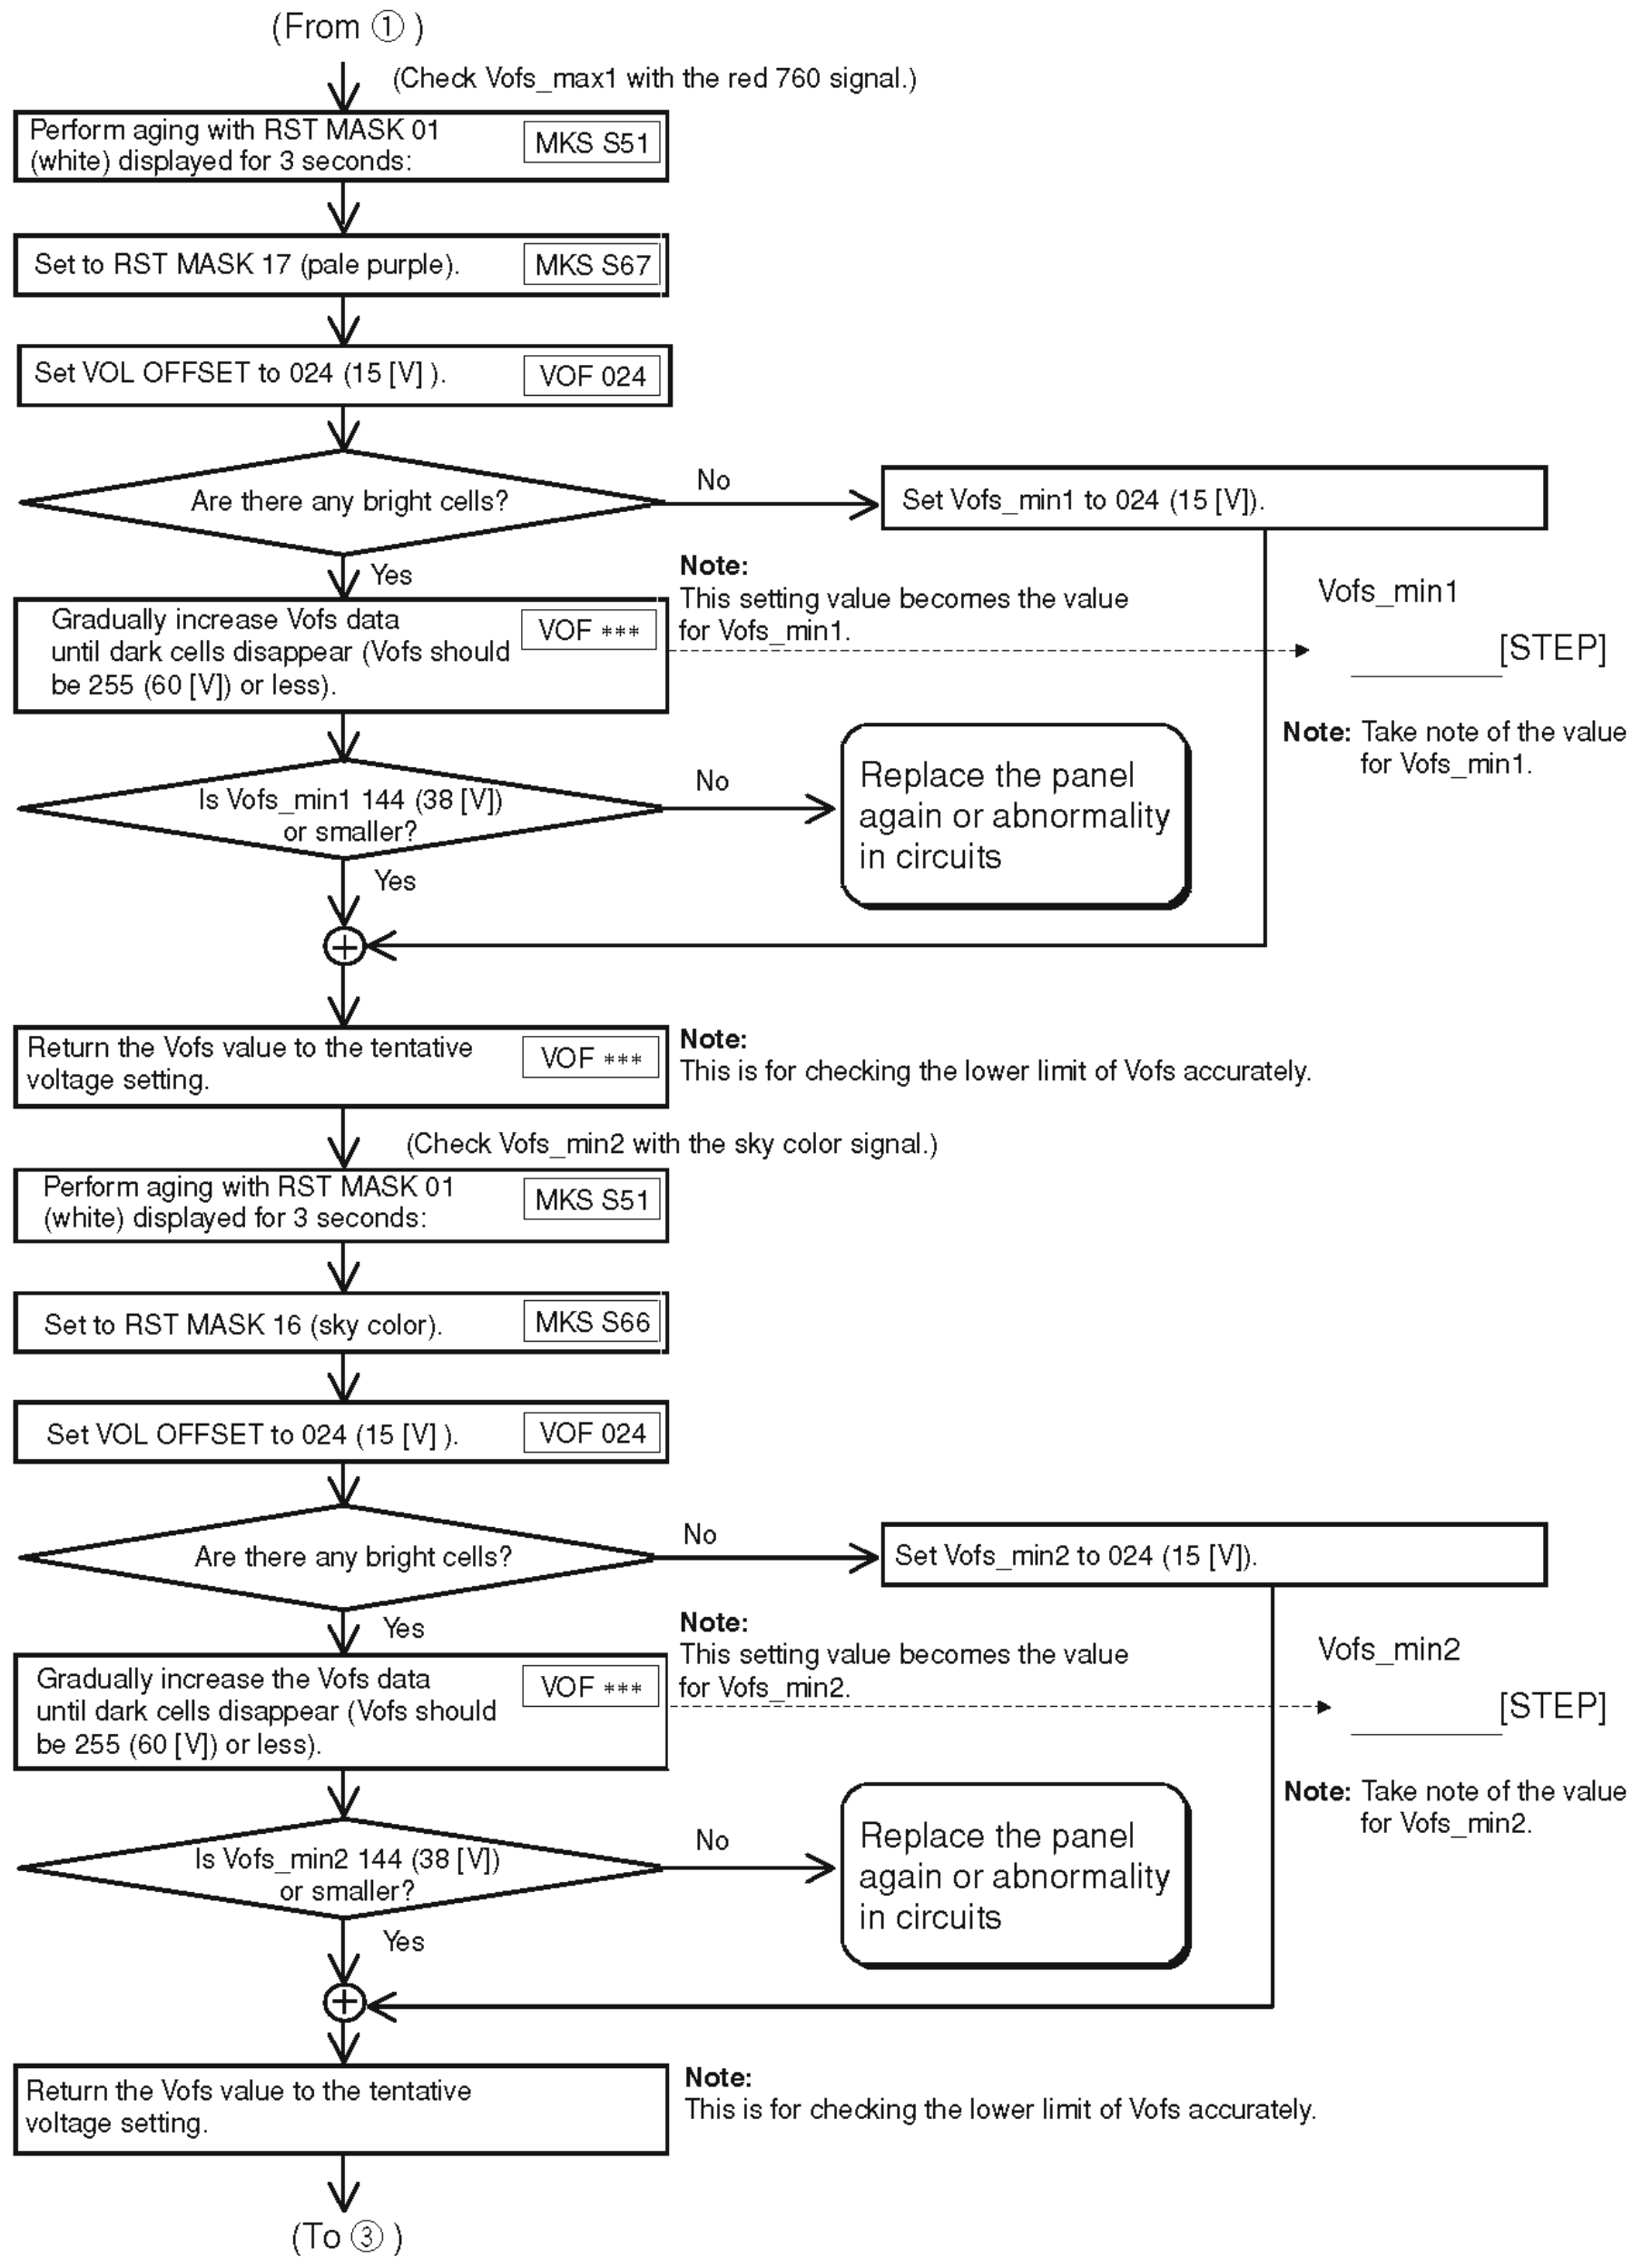 (From ① )
(Check Vofs_max1 with the red 760 signal.)
Perform aging with RST MASK 01
(white) displayed for 3 seconds:
MKS S51
Set to RST MASK 17 (pale purple).
MKS S67
Set VOL OFFSET to 024 (15 [V] ).
VOF 024
Are there any bright cells?
No
Set Vofs_min1 to 024 (15 [V]).
Yes
Gradually increase Vofs data
until dark cells disappear (Vofs should
be 255 (60 [V]) or less).
VOF ***
Note:
This setting value becomes the value
for Vofs_min1.
Vofs_min1
[STEP]
Note: Take note of the value
for Vofs_min1.
Is Vofs_min1 144 (38 [V])
or smaller?
No
Replace the panel
again or abnormality
in circuits
Yes
Return the Vofs value to the tentative
voltage setting.
VOF ***
Note:
This is for checking the lower limit of Vofs accurately.
(Check Vofs_min2 with the sky color signal.)
Perform aging with RST MASK 01
(white) displayed for 3 seconds:
MKS S51
Set to RST MASK 16 (sky color).
MKS S66
Set VOL OFFSET to 024 (15 [V] ).
VOF 024
Are there any bright cells?
No
Set Vofs_min2 to 024 (15 [V]).
Yes
Gradually increase the Vofs data
until dark cells disappear (Vofs should
be 255 (60 [V]) or less).
VOF ***
Note:
This setting value becomes the value
for Vofs_min2.
Vofs_min2
[STEP]
Note: Take note of the value
for Vofs_min2.
Is Vofs_min2 144 (38 [V])
or smaller?
No
Replace the panel
again or abnormality
in circuits
Yes
Return the Vofs value to the tentative
voltage setting.
Note:
This is for checking the lower limit of Vofs accurately.
(To ③ )